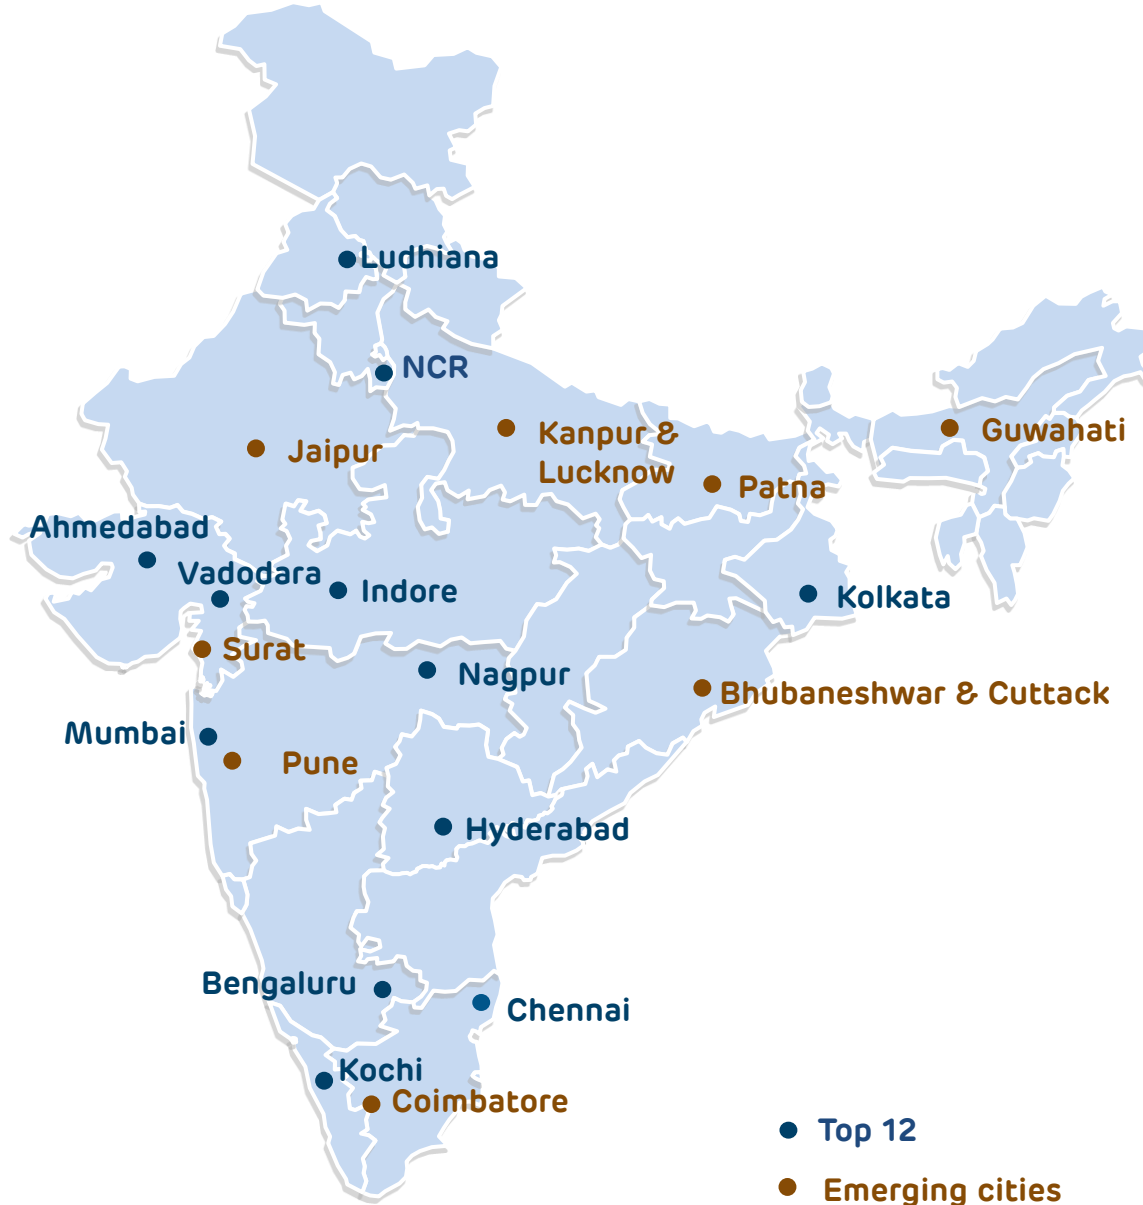 Ludhiana
NCR
Jaipur
Kanpur &
Lucknow
Guwahati
Patna
Ahmedabad
Vadodara
Indore
Kolkata
Surat
Nagpur
Bhubaneshwar & Cuttack
Mumbai
Pune
Hyderabad
Bengaluru
Chennai
Kochi
Coimbatore
Top 12
Emerging cities